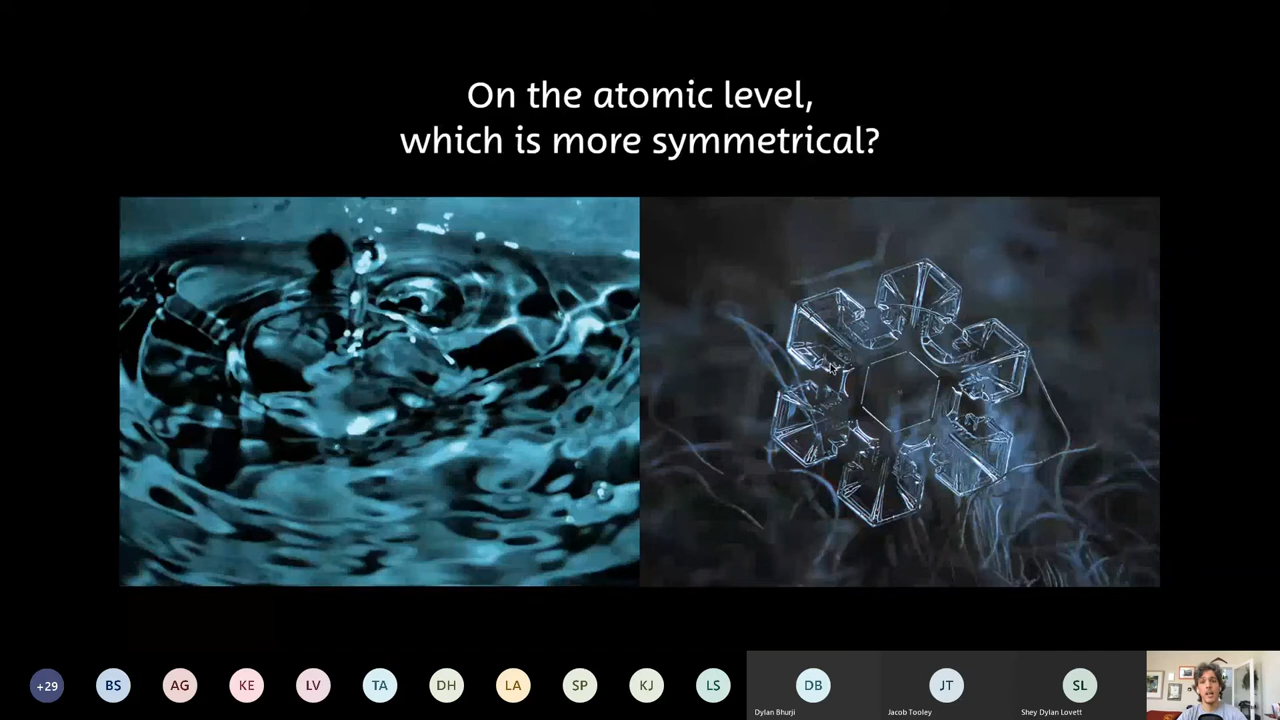 On the atomic level,
which is more symmetrical?
+29
BS
AG
KE
LV
TA
DH
LA
SP
KJ
LS
DB
JT
SL
Dylan Bhurji
Jacob Tooley
Shey Dylan Lovett